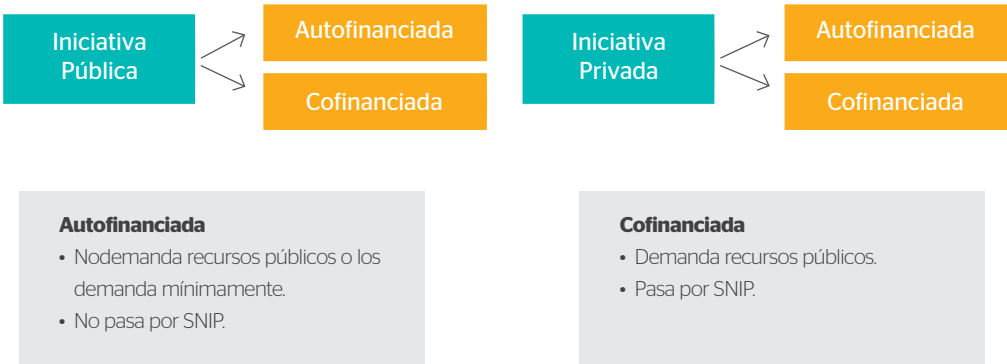 Iniciativa
Pública
Autofinanciada
Cofinanciada
Iniciativa
Privada
Autofinanciada
Cofinanciada
Autofinanciada
• Nodemanda recursos públicos o los
demanda mínimamente.
• No pasa por SNIP.
Cofinanciada
• Demanda recursos públicos.
• Pasa por SNIP.